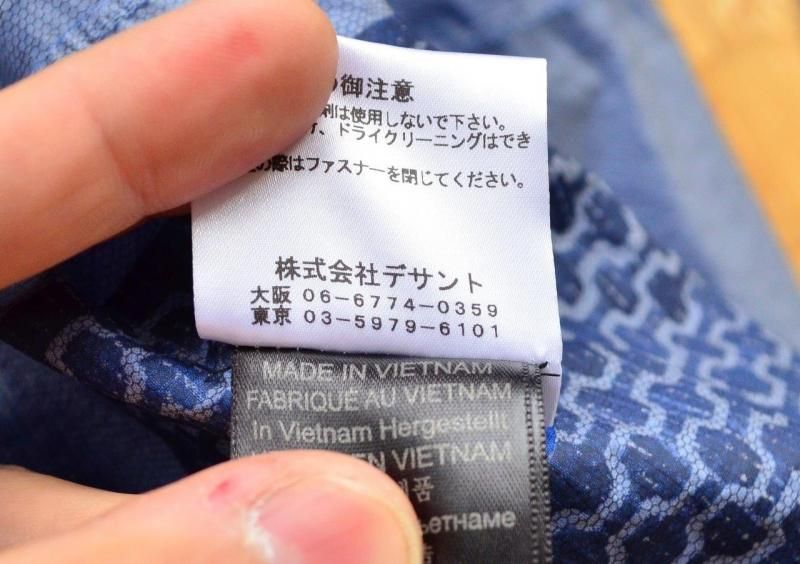 御注意
は使用しないで下さい。
、ドライクリーニングはでき
の際はファスナーを閉じてください。
株式会社デサント
大阪 06-6774-0359
東京 03-5979-6101
MADE IN VIETNAM
FABRIQUÉ AU VIETNAM
In Vietnam Hergestellt
VIETNAM